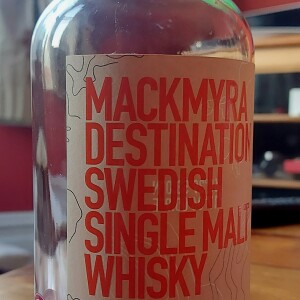 MACKMYRA
DESTINATION
SWEDISH
SINGLE MALT
WHISKY